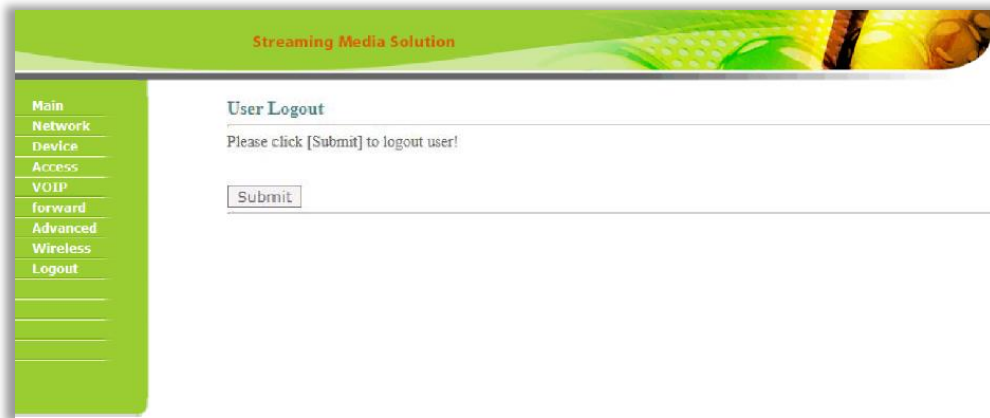 Streaming Media Solution
Main
Network
Device
Access
VOIP
forward
Advanced
Wireless
Logout
User Logout
Please click [Submit] to logout user!
Submit